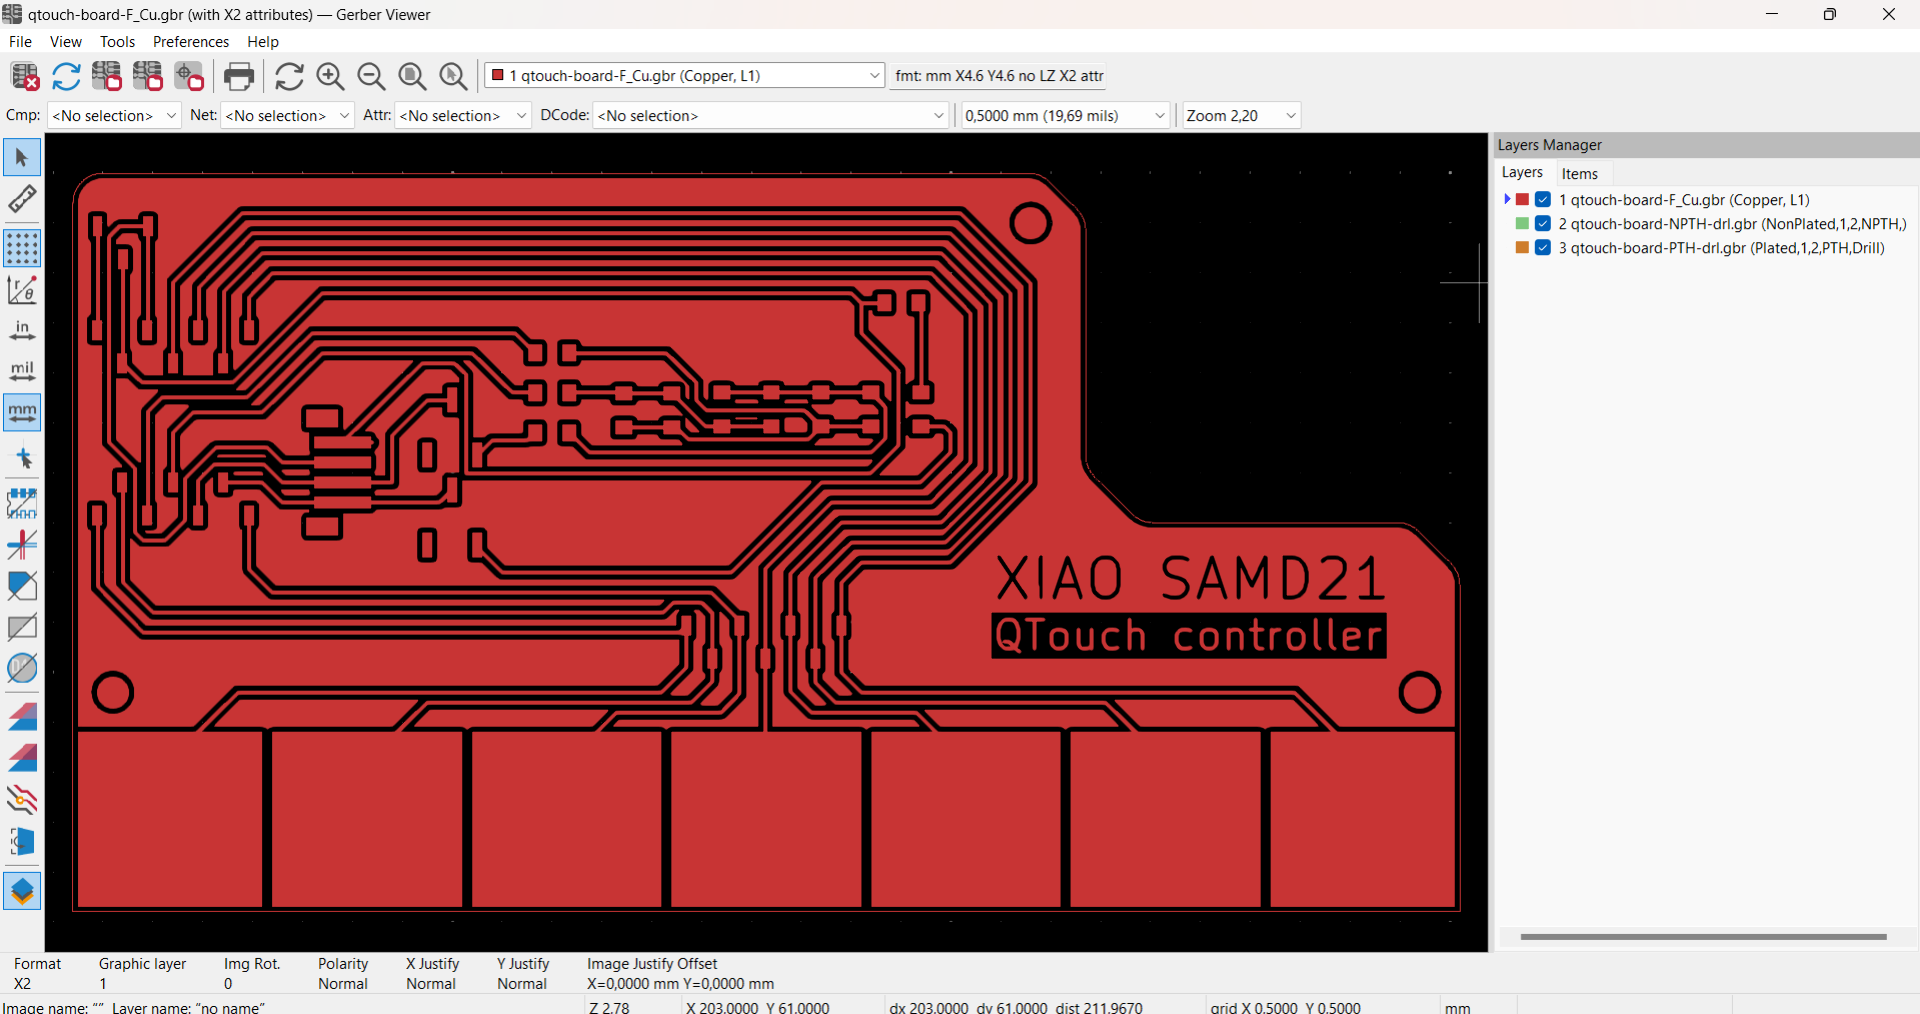 qtouch-board-F_Cu.gbr (with X2 attributes) — Gerber Viewer
File View Tools Preferences Help
1 qtouch-board-F_Cu.gbr (Copper, L1) fmt: mm X4.6 Y4.6 no LZ X2 attr
Cmp: <No selection> Net: <No selection> Attr: <No selection> DCode: <No selection> 0,5000 mm (19,69 mils) Zoom 2,20
r θ
in
mil
mm
Layers Manager
Layers Items
1 qtouch-board-F_Cu.gbr (Copper, L1)
2 qtouch-board-NPTH-drl.gbr (NonPlated,1,2,NPTH,)
3 qtouch-board-PTH-drl.gbr (Plated,1,2,PTH,Drill)
XIAO SAMD21
QTouch controller
Format Graphic layer Img Rot. Polarity X Justify Y Justify Image Justify Offset
X2 1 0 Normal Normal Normal X=0,0000 mm Y=0,0000 mm
Image name: "" Layer name: "no name" Z 2.78 X 203.0000 Y 61.0000 dx 203.0000 dy 61.0000 dist 211.9670 grid X 0.5000 Y 0.5000 mm